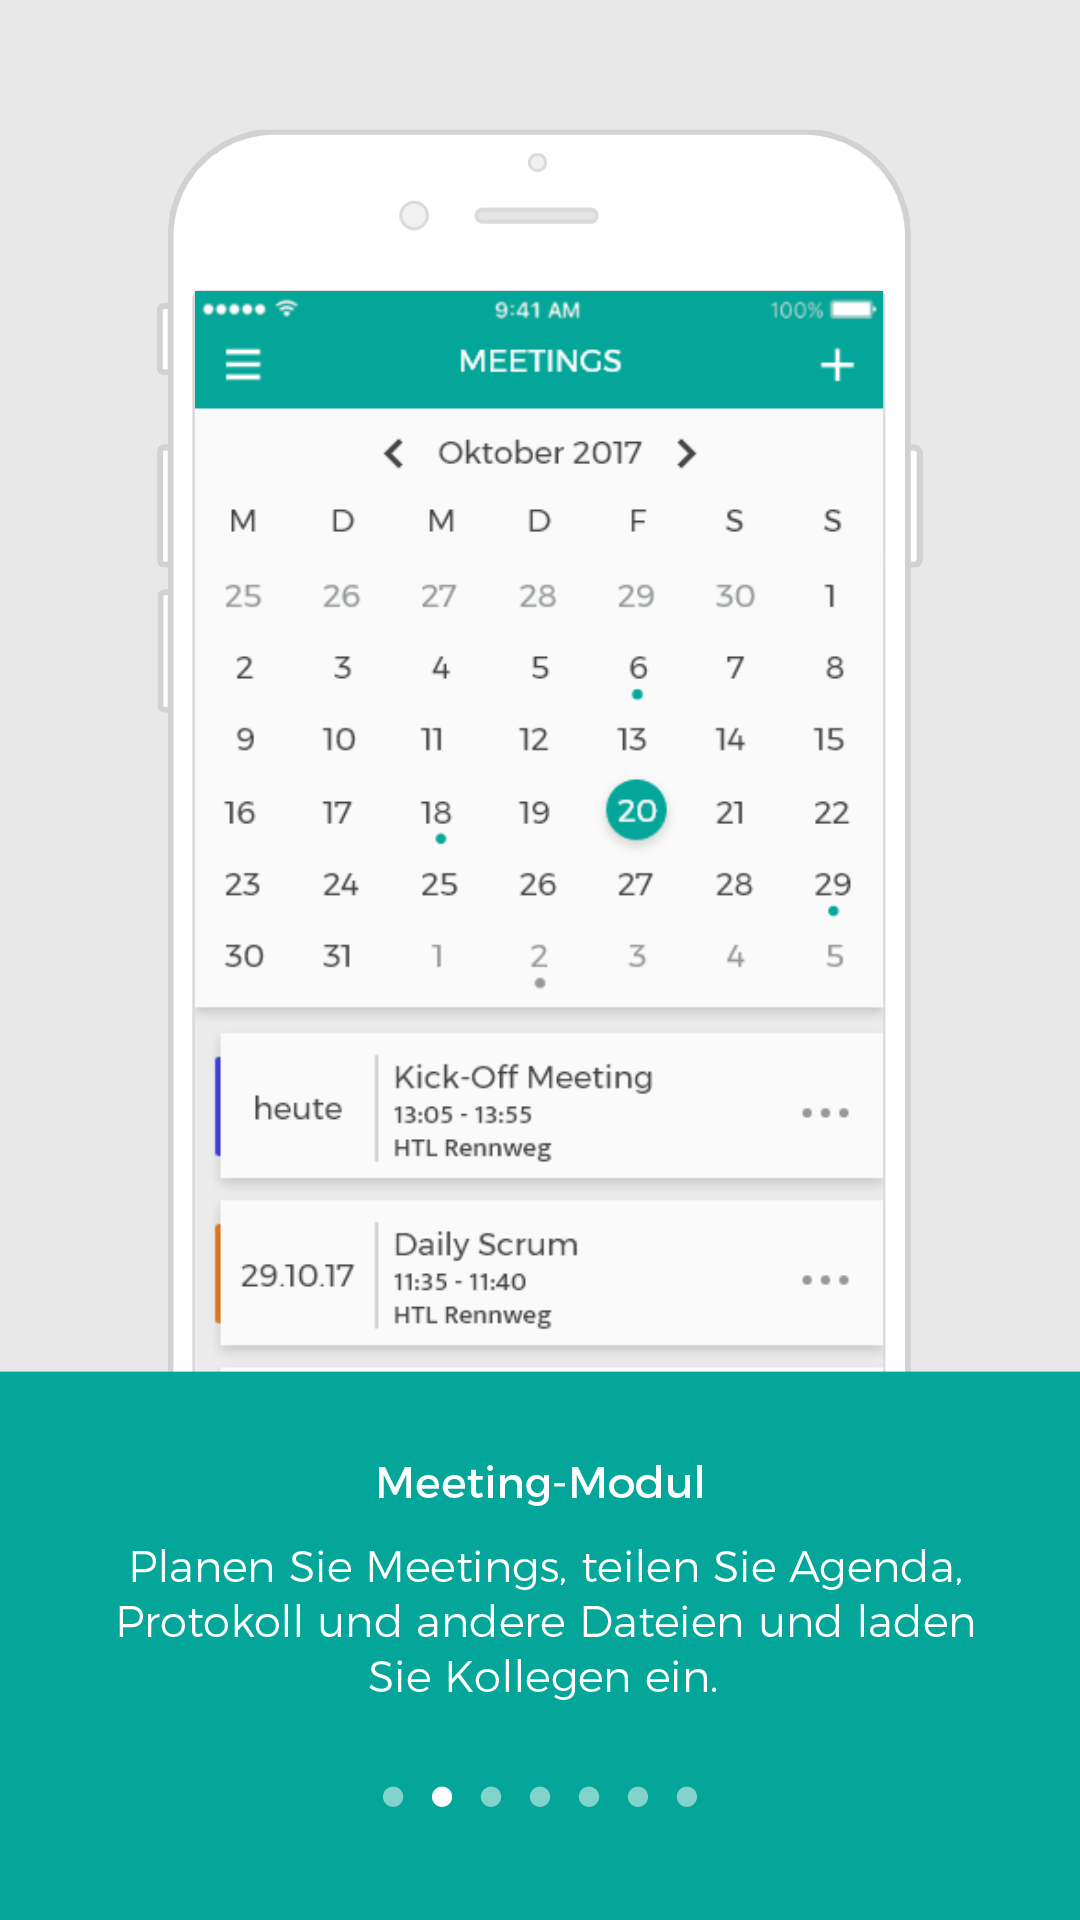 9:41 AM 100%
MEETINGS
Oktober 2017
M D M D F S S
25 26 27 28 29 30 1
2 3 4 5 6 7 8
9 10 11 12 13 14 15
16 17 18 19 20 21 22
23 24 25 26 27 28 29
30 31 1 2 3 4 5
heute
Kick-Off Meeting
13:05 - 13:55
HTL Rennweg
29.10.17
Daily Scrum
11:35 - 11:40
HTL Rennweg
Meeting-Modul
Planen Sie Meetings, teilen Sie Agenda,
Protokoll und andere Dateien und laden
Sie Kollegen ein.